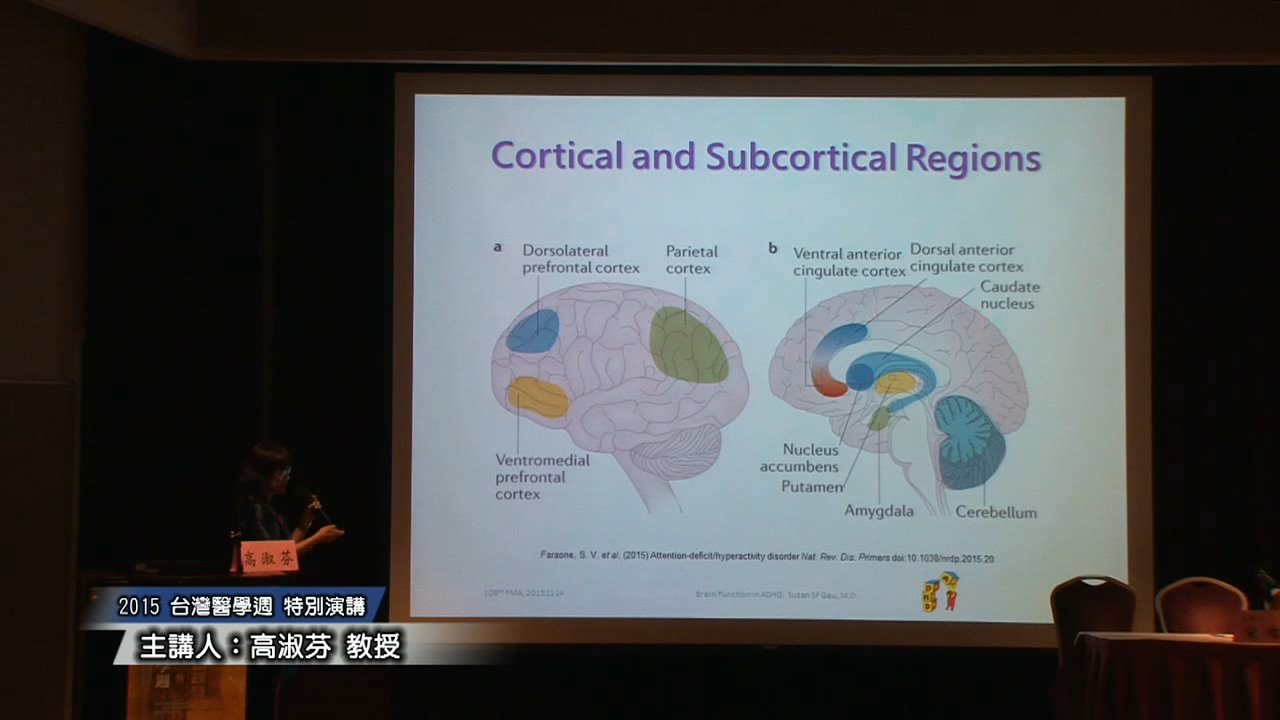 Cortical and Subcortical Regions
a
Dorsolateral
prefrontal cortex
Parietal
cortex
Ventromedial
prefrontal
cortex
b
Ventral anterior
cingulate cortex
Dorsal anterior
cingulate cortex
Caudate
nucleus
Nucleus
accumbens
Putamen
Amygdala
Cerebellum
Faraone, S. V. et al. (2015) Attention-deficit/hyperactivity disorder Nat. Rev. Dis. Primers doi:10.1038/nrdp.2015.20
108th FMA, 20151114
Brain Function in ADHD, Susan SF Gau, M.D.
高淑芬
2015 台灣醫學週 特別演講
主講人：高淑芬 教授